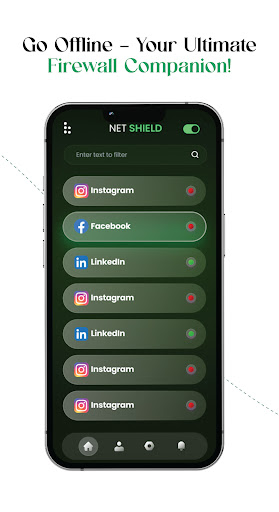 Go Offline – Your Ultimate
Firewall Companion!
NET SHIELD
Enter text to filter
Instagram
Facebook
LinkedIn
Instagram
LinkedIn
Instagram
Instagram